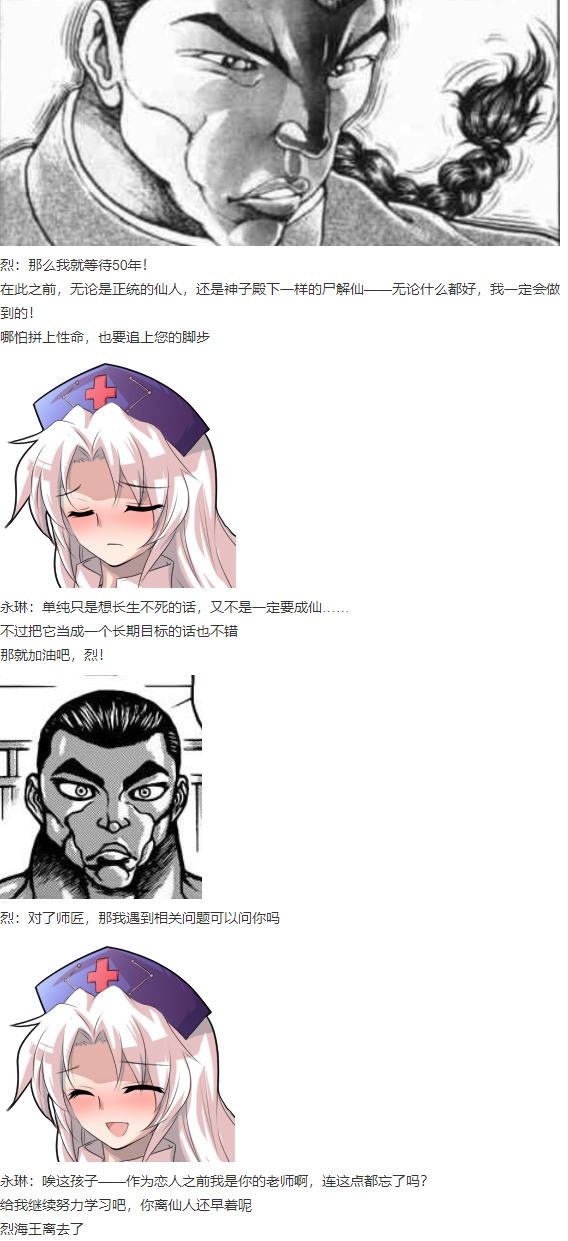 烈：那么我就等待50年！
在此之前，无论是正统的仙人，还是神子殿下一样的尸解仙——无论什么都好，我一定会做
到的！
哪怕拼上性命，也要追上您的脚步
永琳：单纯只是想长生不死的话，又不是一定要成仙……
不过把它当成一个长期目标的话也不错
那就加油吧，烈！
烈：对了师匠，那我遇到相关问题可以问你吗
永琳：唉这孩子——作为恋人之前我是你的老师啊，连这点都忘了吗？
给我继续努力学习吧，你离仙人还早着呢
烈海王离去了